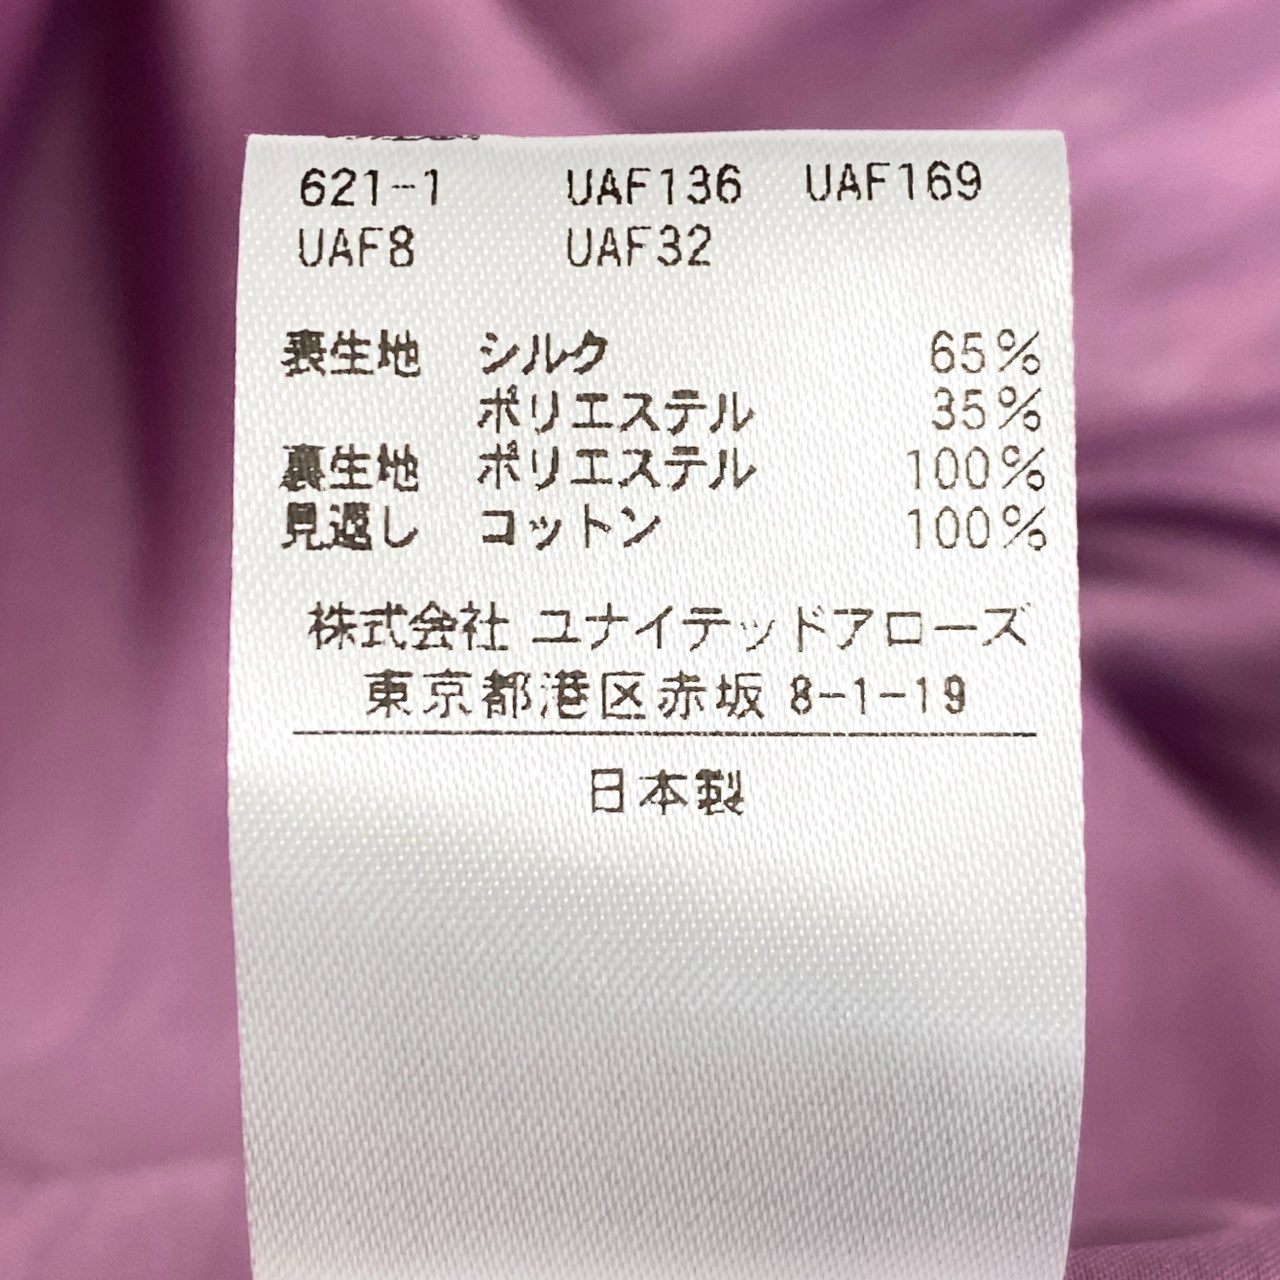 621-1 UAF136 UAF169
UAF8 UAF32
表生地 シルク 65%
ポリエステル 35%
裏生地 ポリエステル 100%
見返し コットン 100%
株式会社 ユナイテッドアローズ
東京都港区赤坂 8-1-19
日本製